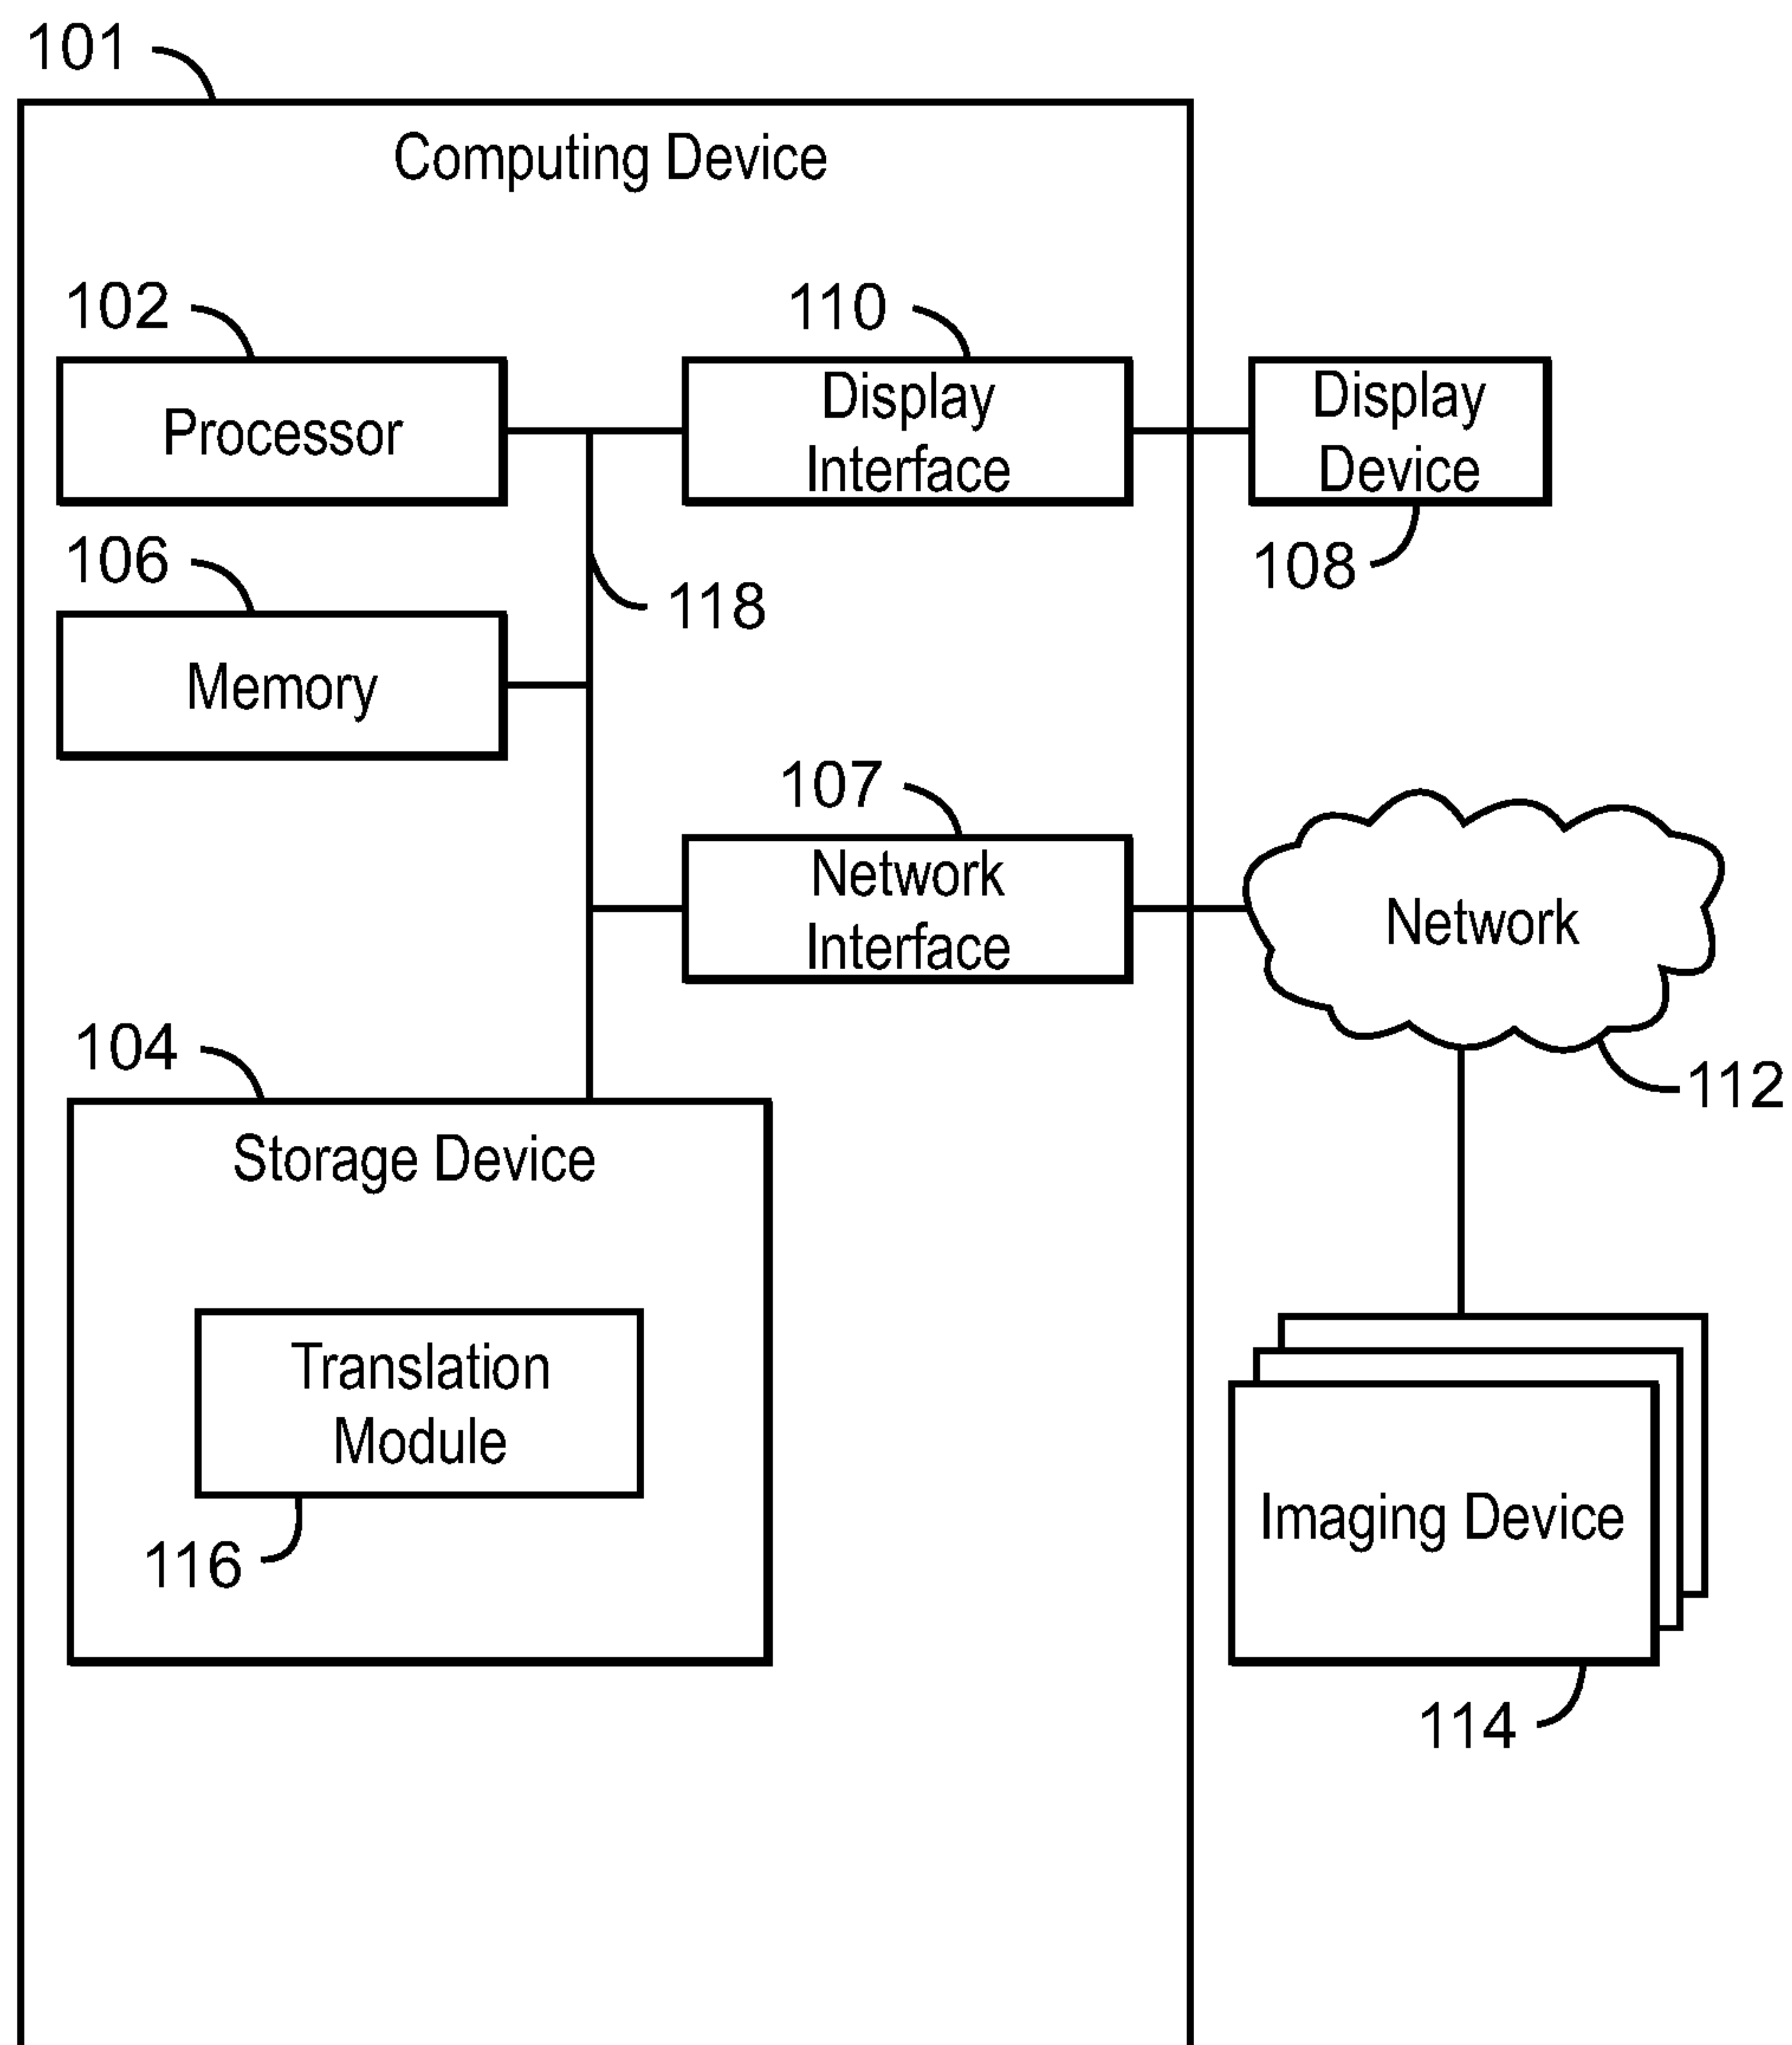 101
Computing Device
102
110
Processor
Display
Interface
Display
Device
106
118
108
Memory
107
Network
Interface
Network
104
112
Storage Device
Translation
Module
116
Imaging Device
114